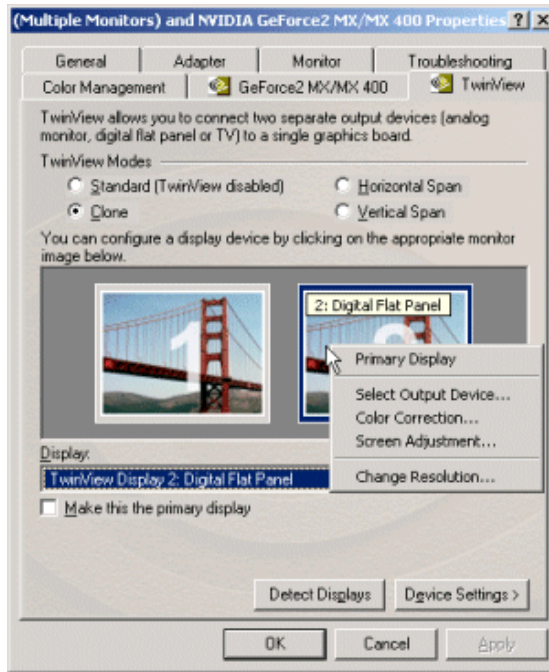 (Multiple Monitors) and NVIDIA GeForce2 MX/MX 400 Properties
General Adapter Monitor Troubleshooting
Color Management GeForce2 MX/MX 400 TwinView
TwinView allows you to connect two separate output devices (analog
monitor, digital flat panel or TV) to a single graphics board.
TwinView Modes
Standard (TwinView disabled) Horizontal Span
Clone Vertical Span
You can configure a display device by clicking on the appropriate monitor
image below.
1
2: Digital Flat Panel
Primary Display
Select Output Device...
Color Correction...
Screen Adjustment...
Change Resolution...
Display:
TwinView Display 2: Digital Flat Panel
Make this the primary display
Detect Displays Device Settings >
OK Cancel Apply